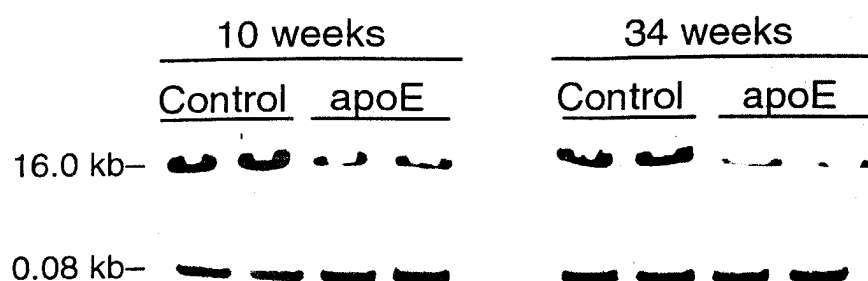 10 weeks 34 weeks
Control apoE Control apoE
16.0 kb–
0.08 kb–